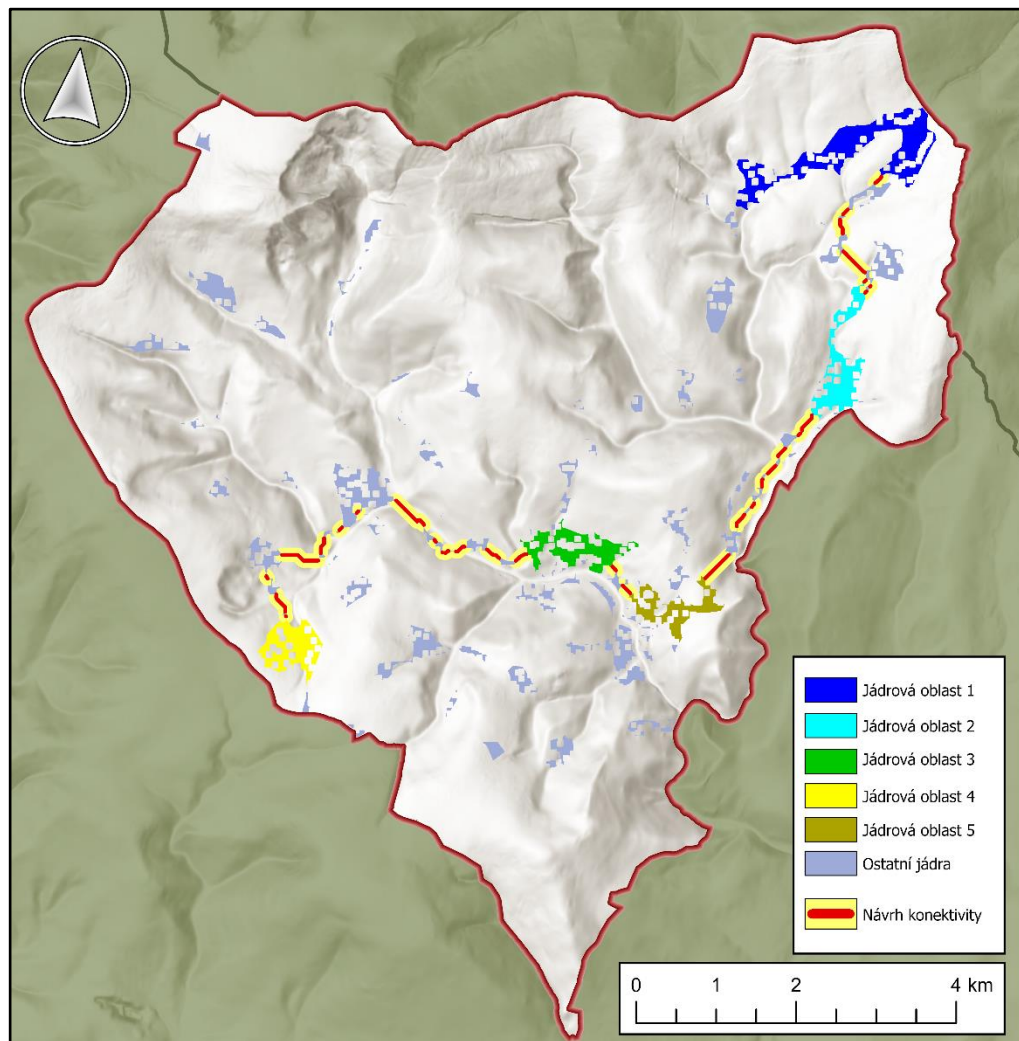 Jádrová oblast 1
Jádrová oblast 2
Jádrová oblast 3
Jádrová oblast 4
Jádrová oblast 5
Ostatní jádra
Návrh konektivity
0 1 2 4 km